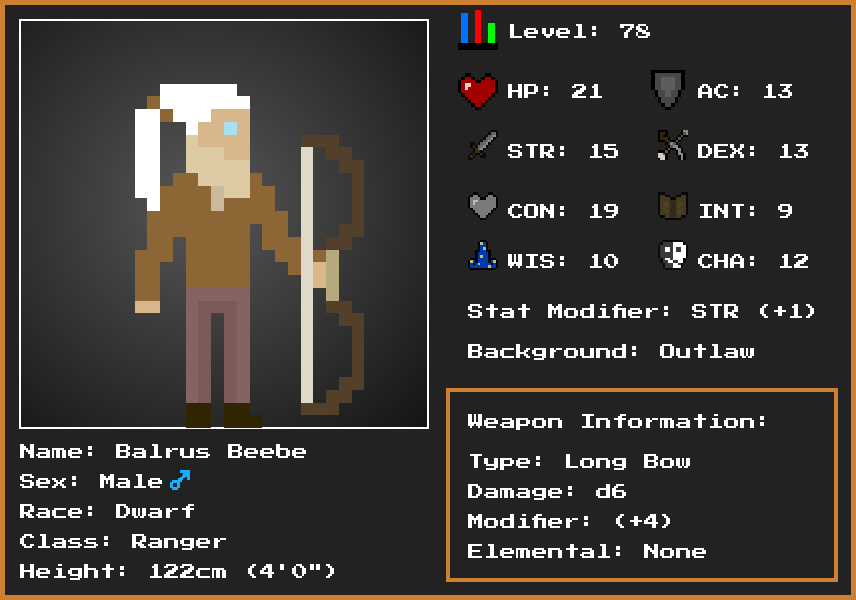 Level: 78
HP: 21
AC: 13
STR: 15
DEX: 13
CON: 19
INT: 9
WIS: 10
CHA: 12
Stat Modifier: STR (+1)
Background: Outlaw
Weapon Information:
Type: Long Bow
Damage: d6
Modifier: (+4)
Elemental: None
Name: Balrus Beebe
Sex: Male ♂
Race: Dwarf
Class: Ranger
Height: 122cm (4'0")